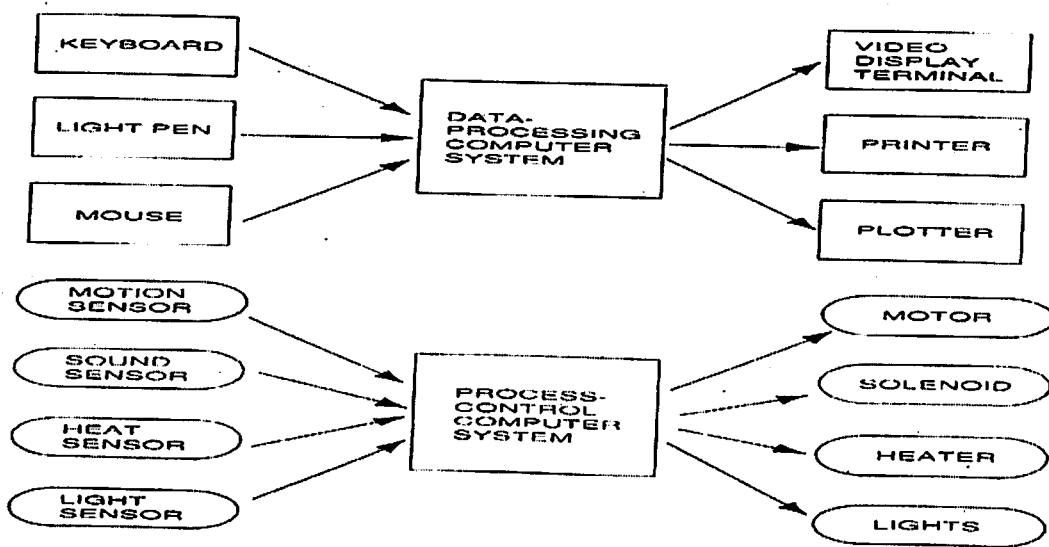 KEYBOARD
LIGHT PEN
MOUSE
DATA-
PROCESSING
COMPUTER
SYSTEM
VIDEO
DISPLAY
TERMINAL
PRINTER
PLOTTER
MOTION
SENSOR
SOUND
SENSOR
HEAT
SENSOR
LIGHT
SENSOR
PROCESS-
CONTROL
COMPUTER
SYSTEM
MOTOR
SOLENOID
HEATER
LIGHTS